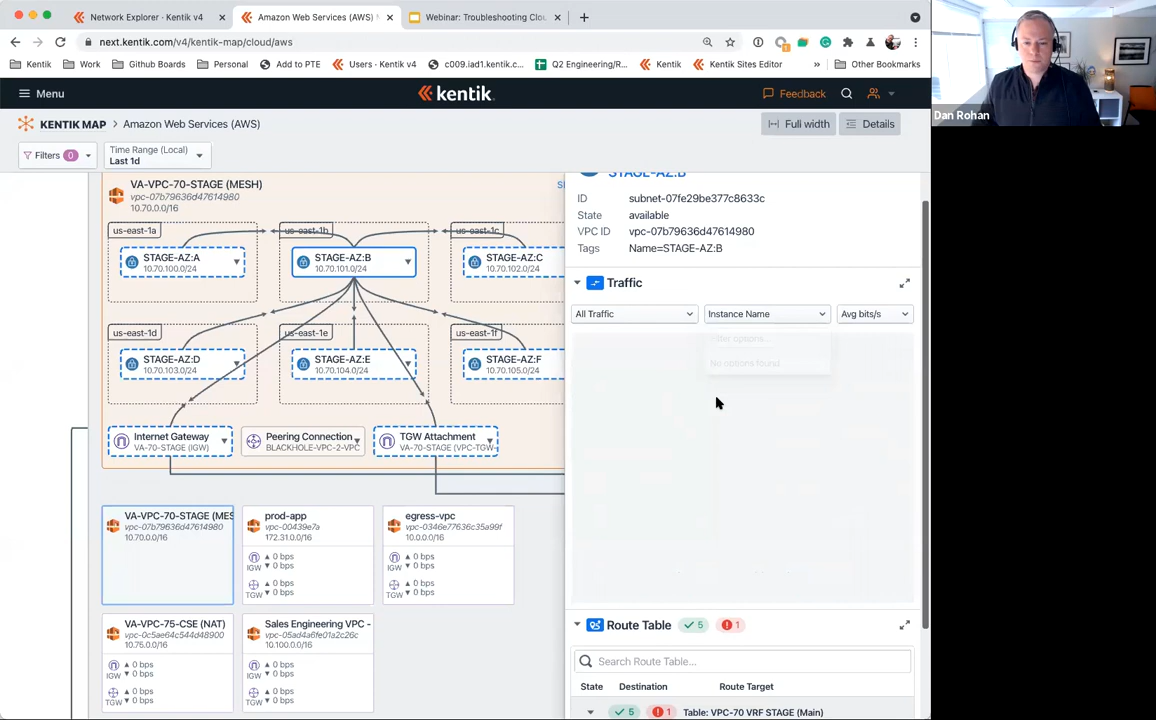 Network Explorer · Kentik v4
Amazon Web Services (AWS)
Webinar: Troubleshooting Clou
next.kentik.com/v4/kentik-map/cloud/aws
Kentik
Work
Github Boards
Personal
Add to PTE
Users · Kentik v4
c009.iad1.kentik.c...
Q2 Engineering/R...
Kentik
Kentik Sites Editor
»
Other Bookmarks
Menu
kentik
Feedback
Dan Rohan
KENTIK MAP > Amazon Web Services (AWS)
Full width
Details
Filters 0
Time Range (Local)
Last 1d
VA-VPC-70-STAGE (MESH)
vpc-07b79636d47614980
10.70.0.0/16
us-east-1a
us-east-1b
us-east-1c
STAGE-AZ:A
10.70.100.0/24
STAGE-AZ:B
10.70.101.0/24
STAGE-AZ:C
10.70.102.0/24
us-east-1d
us-east-1e
us-east-1f
STAGE-AZ:D
10.70.103.0/24
STAGE-AZ:E
10.70.104.0/24
STAGE-AZ:F
10.70.105.0/24
Internet Gateway
VA-70-STAGE (IGW)
Peering Connection
BLACKHOLE-VPC-2-VPC
TGW Attachment
VA-70-STAGE (VPC-TGW-
VA-VPC-70-STAGE (MES
vpc-07b79636d47614980
10.70.0.0/16
prod-app
vpc-00439e7a
172.31.0.0/16
IGW
0 bps
0 bps
TGW
0 bps
0 bps
egress-vpc
vpc-0346e77636c35a99f
10.0.0.0/16
IGW
0 bps
0 bps
TGW
0 bps
0 bps
VA-VPC-75-CSE (NAT)
vpc-0c5ae64c544d48900
10.75.0.0/16
IGW
0 bps
0 bps
TGW
0 bps
0 bps
Sales Engineering VPC -
vpc-05ad4a6fe01a2c26c
10.100.0.0/16
IGW
0 bps
0 bps
TGW
0 bps
0 bps
STAGE-AZ:B
ID subnet-07fe29be377c8633c
State available
VPC ID vpc-07b79636d47614980
Tags Name=STAGE-AZ:B
Traffic
All Traffic
Instance Name
Avg bits/s
options...
No options found
Route Table 5 1
Search Route Table...
State Destination Route Target
5 1 Table: VPC-70 VRF STAGE (Main)